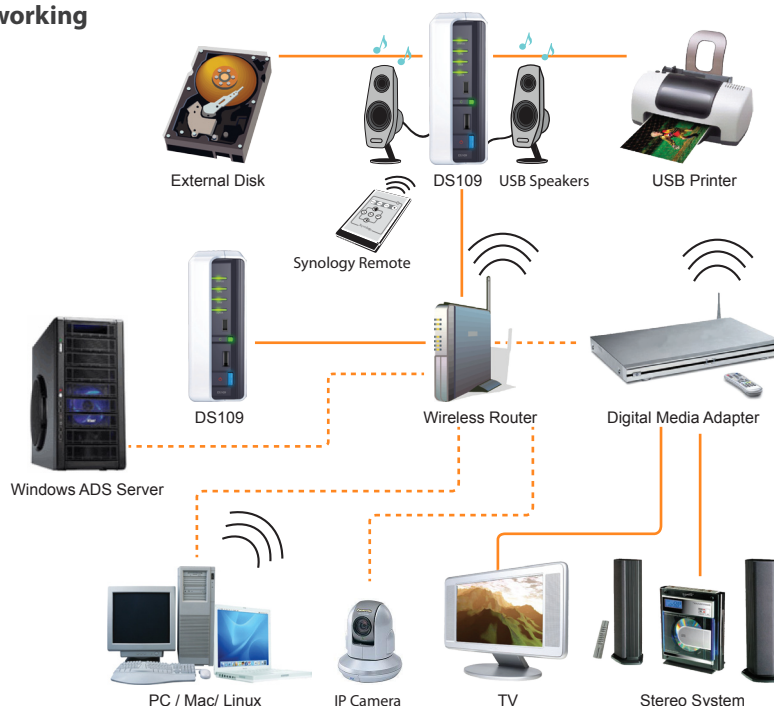 working
External Disk
DS109
USB Speakers
USB Printer
Synology Remote
DS109
Wireless Router
Digital Media Adapter
Windows ADS Server
PC / Mac/ Linux
IP Camera
TV
Stereo System